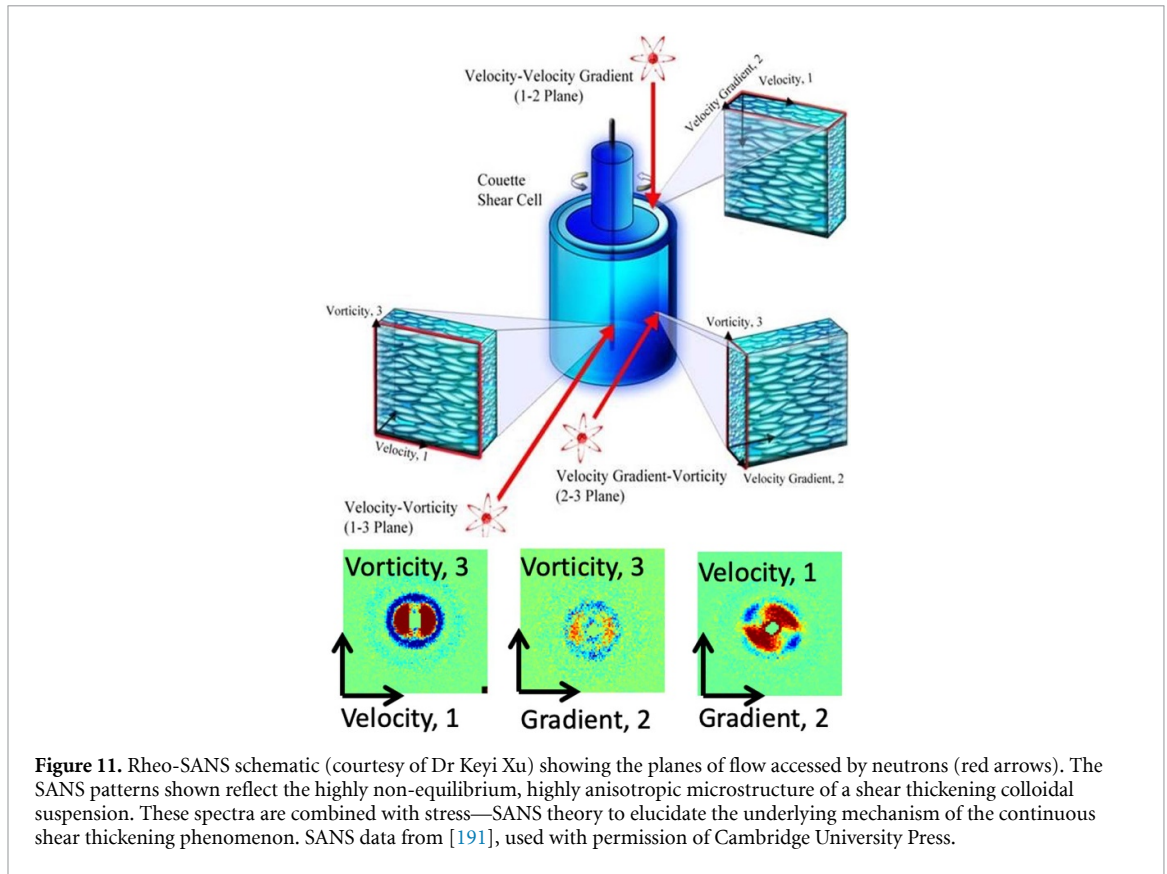 Velocity-Velocity Gradient
(1-2 Plane)
Velocity Gradient, 2
Velocity, 1
Couette
Shear Cell
Vorticity, 3
Velocity, 1
Vorticity, 3
Velocity Gradient, 2
Velocity Gradient-Vorticity
(2-3 Plane)
Velocity-Vorticity
(1-3 Plane)
Vorticity, 3
Velocity, 1
Vorticity, 3
Gradient, 2
Velocity, 1
Gradient, 2
Figure 11. Rheo-SANS schematic (courtesy of Dr Keyi Xu) showing the planes of flow accessed by neutrons (red arrows). The
SANS patterns shown reflect the highly non-equilibrium, highly anisotropic microstructure of a shear thickening colloidal
suspension. These spectra are combined with stress—SANS theory to elucidate the underlying mechanism of the continuous
shear thickening phenomenon. SANS data from [191], used with permission of Cambridge University Press.